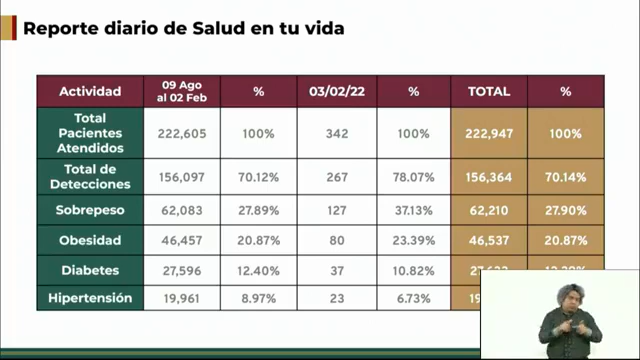 Reporte diario de Salud en tu vida
Actividad 09 Ago al 02 Feb % 03/02/22 % TOTAL %
Total Pacientes Atendidos 222,605 100% 342 100% 222,947 100%
Total de Detecciones 156,097 70.12% 267 78.07% 156,364 70.14%
Sobrepeso 62,083 27.89% 127 37.13% 62,210 27.90%
Obesidad 46,457 20.87% 80 23.39% 46,537 20.87%
Diabetes 27,596 12.40% 37 10.82%
Hipertensión 19,961 8.97% 23 6.73%